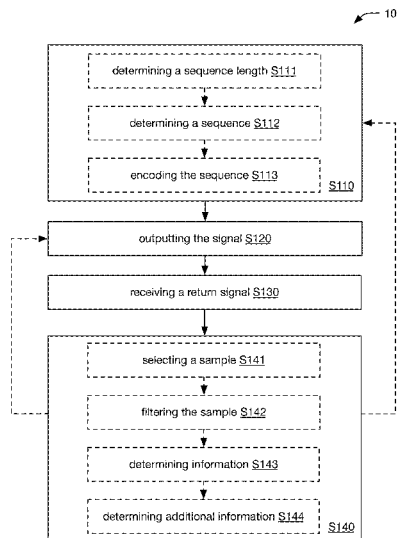 10
determining a sequence length S111
determining a sequence S112
encoding the sequence S113
S110
outputting the signal S120
receiving a return signal S130
selecting a sample S141
filtering the sample S142
determining information S143
determining additional information S144
S140